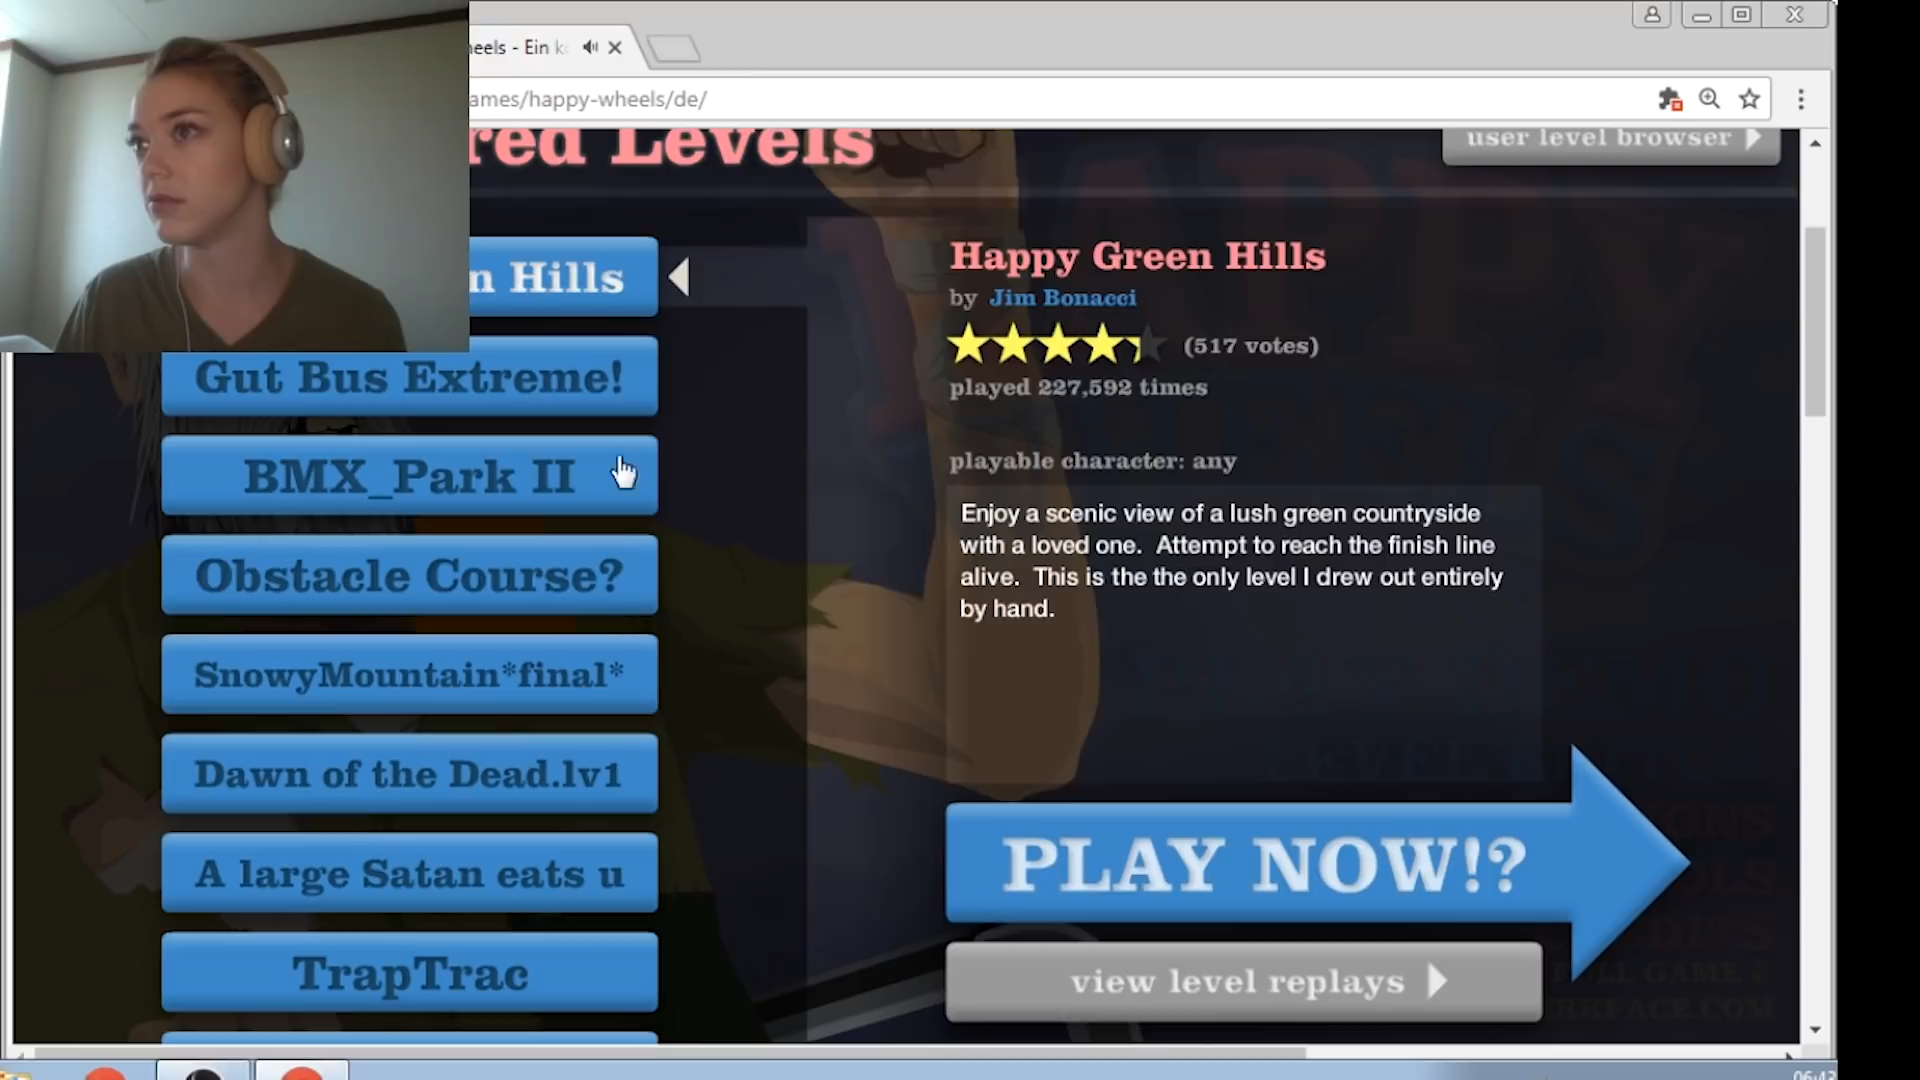 heels - Ein k
ames/happy-wheels/de/
red Levels
user level browser
n Hills
Gut Bus Extreme!
BMX_Park II
Obstacle Course?
SnowyMountain*final*
Dawn of the Dead.lv1
A large Satan eats u
TrapTrac
Happy Green Hills
by Jim Bonacci
(517 votes)
played 227,592 times
playable character: any
Enjoy a scenic view of a lush green countryside
with a loved one. Attempt to reach the finish line
alive. This is the the only level I drew out entirely
by hand.
PLAY NOW!?
view level replays
06:43